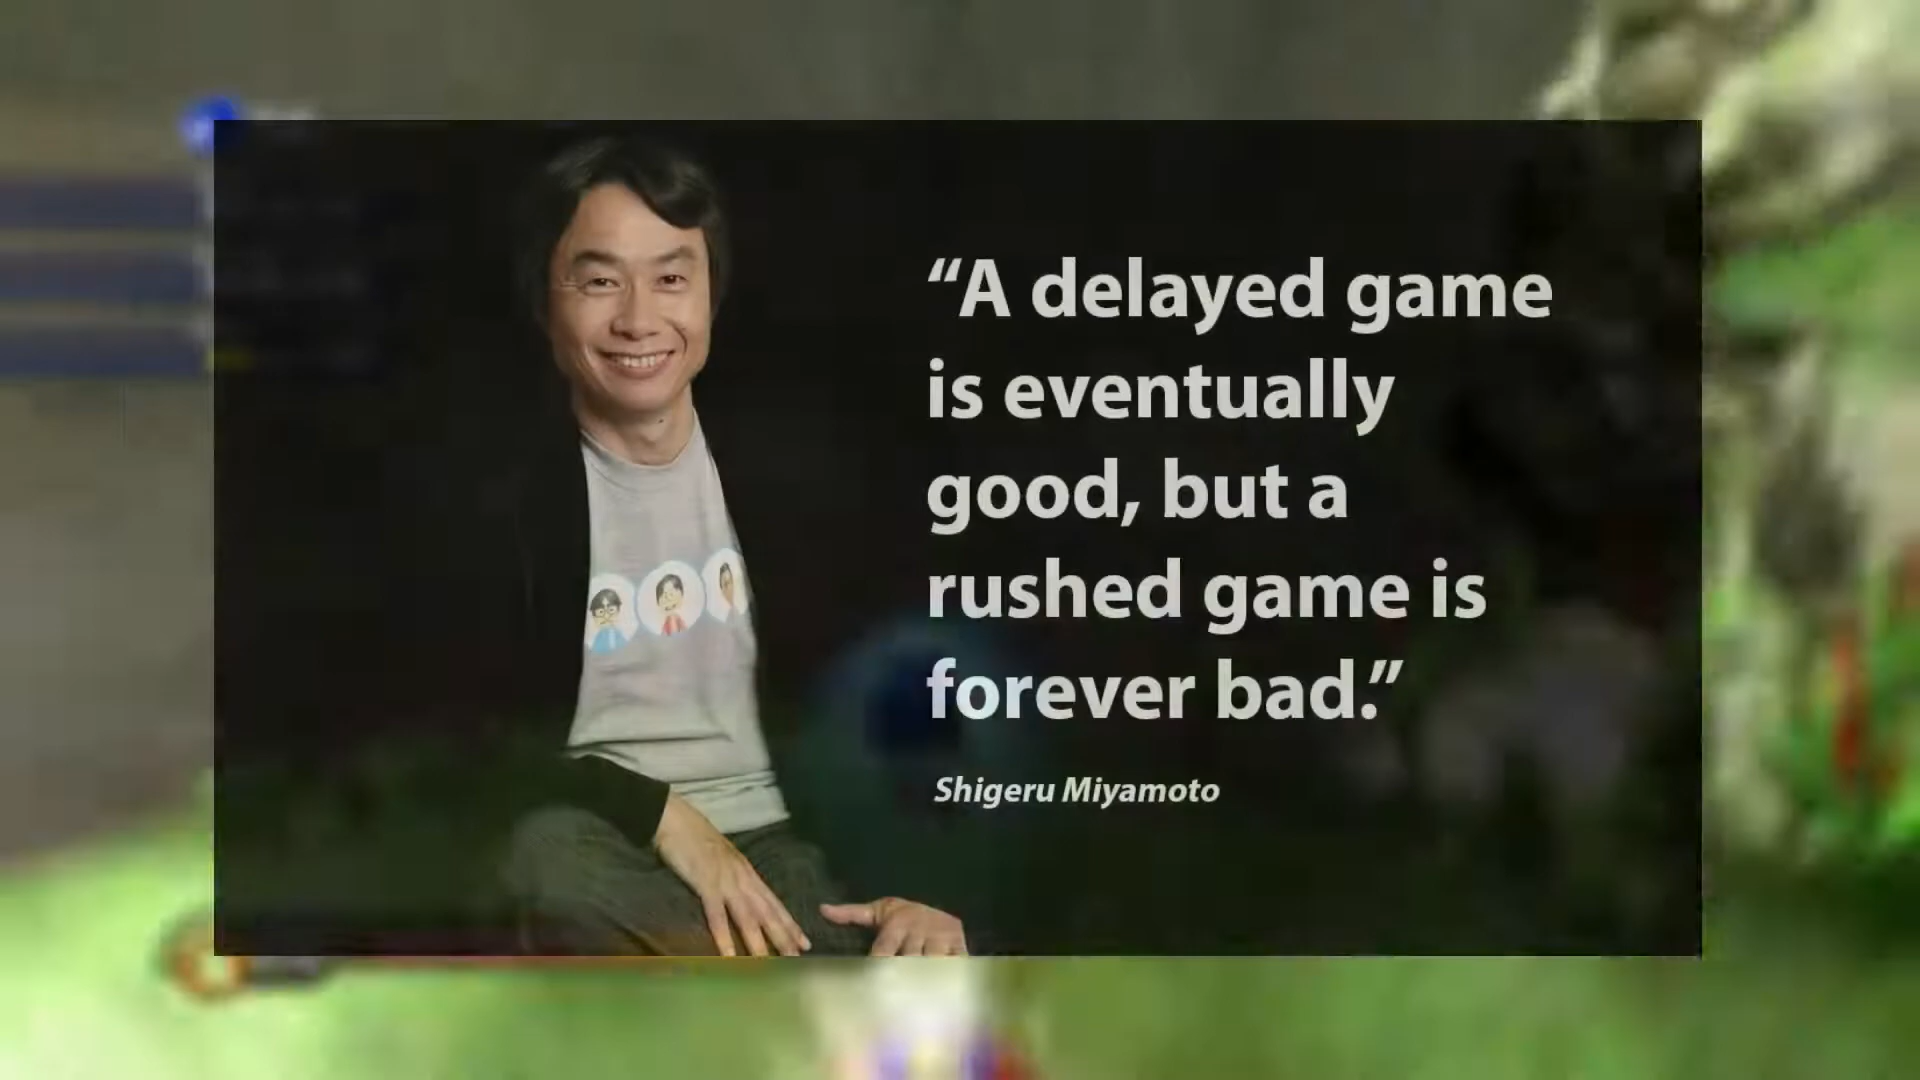 “A delayed game
is eventually
good, but a
rushed game is
forever bad.”
Shigeru Miyamoto